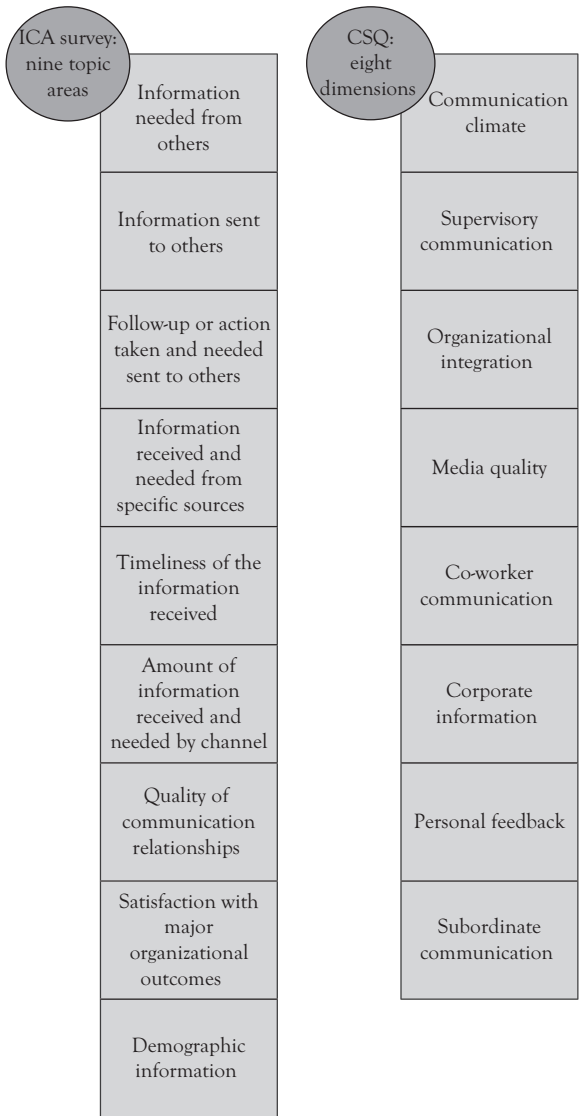 ICA survey:
nine topic
areas
Information
needed from
others
Information sent
to others
Follow-up or action
taken and needed
sent to others
Information
received and
needed from
specific sources
Timeliness of the
information
received
Amount of
information
received and
needed by channel
Quality of
communication
relationships
Satisfaction with
major
organizational
outcomes
Demographic
information
CSQ:
eight
dimensions
Communication
climate
Supervisory
communication
Organizational
integration
Media quality
Co-worker
communication
Corporate
information
Personal feedback
Subordinate
communication